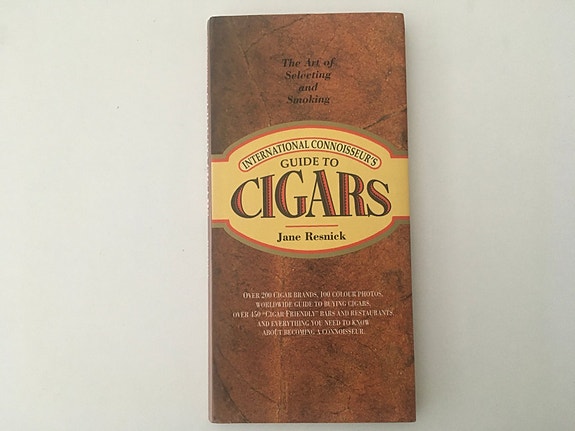 The Art of
Selecting
and
Smoking
INTERNATIONAL CONNOISSEUR'S
GUIDE TO
CIGARS
Jane Resnick
OVER 200 CIGAR BRANDS, 100 COLOUR PHOTOS,
WORLDWIDE GUIDE TO BUYING CIGARS,
OVER 450 "CIGAR FRIENDLY" BARS AND RESTAURANTS
AND EVERYTHING YOU NEED TO KNOW
ABOUT BECOMING A CONNOISSEUR.